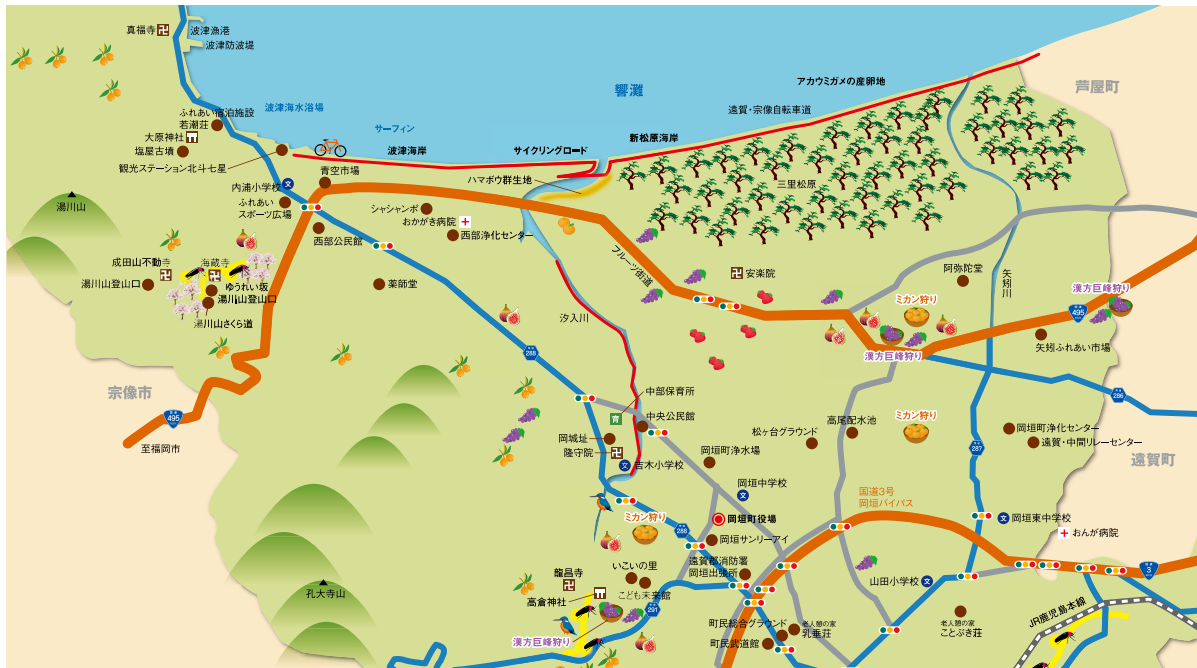 真福寺
波津漁港
波津防波堤
波津海水浴場
響灘
アカウミガメの産卵地
芦屋町
ふれあい宿泊施設
若潮荘
大原神社
塩屋古墳
観光ステーション北斗七星
サーフィン
遠賀・宗像自転車道
波津海岸
サイクリングロード
新松原海岸
青空市場
ハマボウ群生地
三里松原
内浦小学校
文
ふれあい
スポーツ広場
湯川山
シャシャンボ
おかがき病院
西部浄化センター
西部公民館
フルーツ街道
成田山不動寺
海蔵寺
湯川山登山口
ゆうれい坂
湯川山登山口
湯川山さくら道
薬師堂
安楽院
阿弥陀堂
矢矧川
漢方巨峰狩り
ミカン狩り
495
汐入川
漢方巨峰狩り
矢矧ふれあい市場
288
宗像市
495
至福岡市
中部保育所
育
中央公民館
286
ミカン狩り
高尾配水池
松ヶ台グラウンド
岡垣町浄化センター
遠賀・中間リレーセンター
287
遠賀町
岡城址
隆守院
文
吉木小学校
岡垣町浄水場
岡垣中学校
文
国道3号
岡垣バイパス
ミカン狩り
288
岡垣町役場
岡垣サンリーアイ
文
岡垣東中学校
おんが病院
遠賀郡消防署
岡垣出張所
いこいの里
こども未来館
龍昌寺
高倉神社
291
漢方巨峰狩り
孔大寺山
山田小学校
文
3
町民総合グラウンド
町民武道館
老人憩の家
乳垂荘
老人憩の家
ことぶき荘
JR鹿児島本線